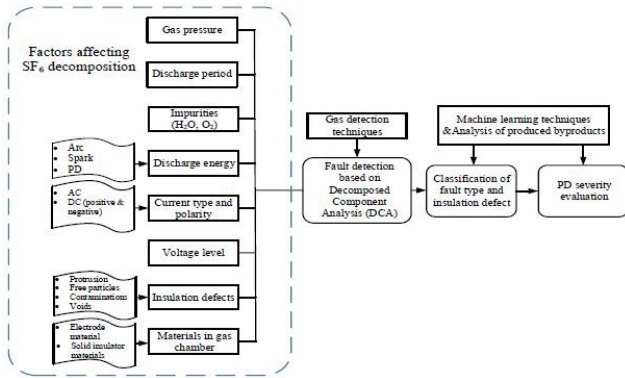 Factors affecting
SF₆ decomposition
Gas pressure
Discharge period
Impurities
(H₂O, O₂)
• Arc
• Spark
• PD
Discharge energy
• AC
• DC (positive &
negative)
Current type and
polarity
Voltage level
• Protrusion
• Free particles
• Contaminations
• Voids
Insulation defects
• Electrode
material
• Solid insulator
materials
Materials in gas
chamber
Gas detection
techniques
Fault detection
based on
Decomposed
Component
Analysis (DCA)
Machine learning techniques
&Analysis of produced byproducts
Classification of
fault type and
insulation defect
PD severity
evaluation